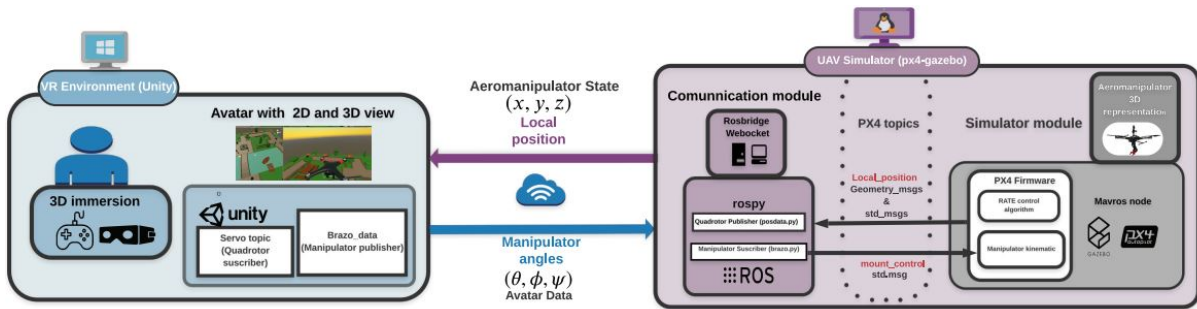 VR Environment (Unity)
Avatar with 2D and 3D view
3D immersion
unity
Servo topic
(Quadrotor
suscriber)
Brazo_data
(Manipulator publisher)
Aeromanipulator State
(x, y, z)
Local
position
Manipulator
angles
(θ, ϕ, ψ)
Avatar Data
UAV Simulator (px4-gazebo)
Comunnication module
Rosbridge
Webocket
rospy
Quadrotor Publisher (posdata.py)
Manipulator Suscriber (brazo.py)
ROS
PX4 topics
Local_position
Geometry_msgs
&
std_msgs
mount_control
std.msg
Simulator module
Aeromanipulator
3D
representation
PX4 Firmware
RATE control
algorithm
Manipulator kinematic
Mavros node
GAZEBO
PX4